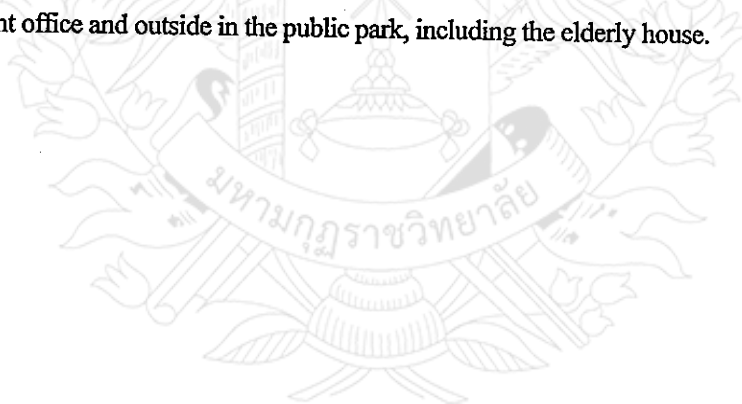 office and outside in the public park, including the elderly house.
มหามกุฏราชวิทยาลัย